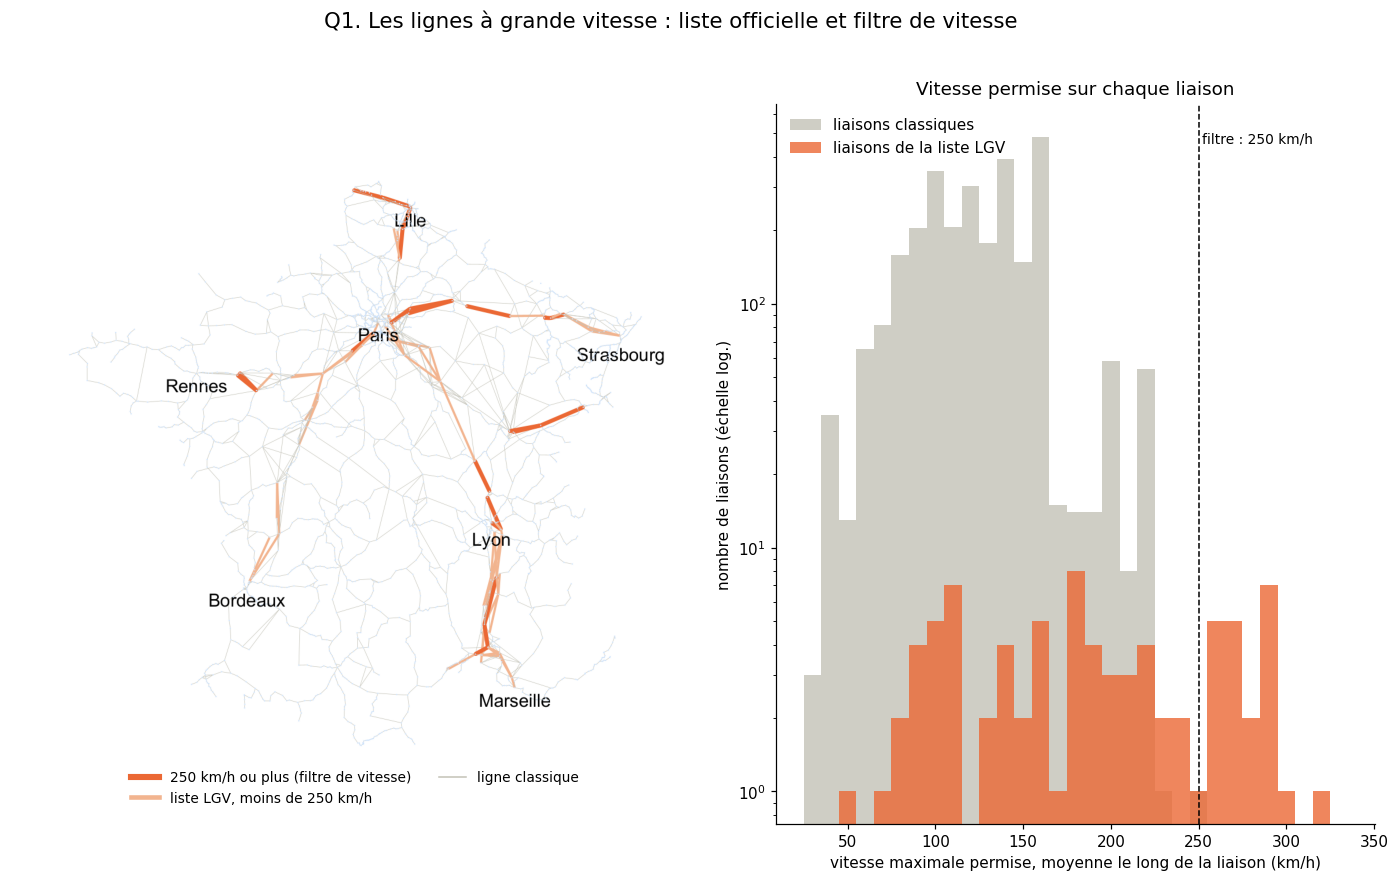 Q1. Les lignes à grande vitesse : liste officielle et filtre de vitesse
Lille
Paris
Strasbourg
Rennes
Lyon
Bordeaux
Marseille
250 km/h ou plus (filtre de vitesse)
liste LGV, moins de 250 km/h
ligne classique
Vitesse permise sur chaque liaison
liaisons classiques
liaisons de la liste LGV
filtre : 250 km/h
nombre de liaisons (échelle log.)
10²
10¹
10⁰
50 100 150 200 250 300 350
vitesse maximale permise, moyenne le long de la liaison (km/h)